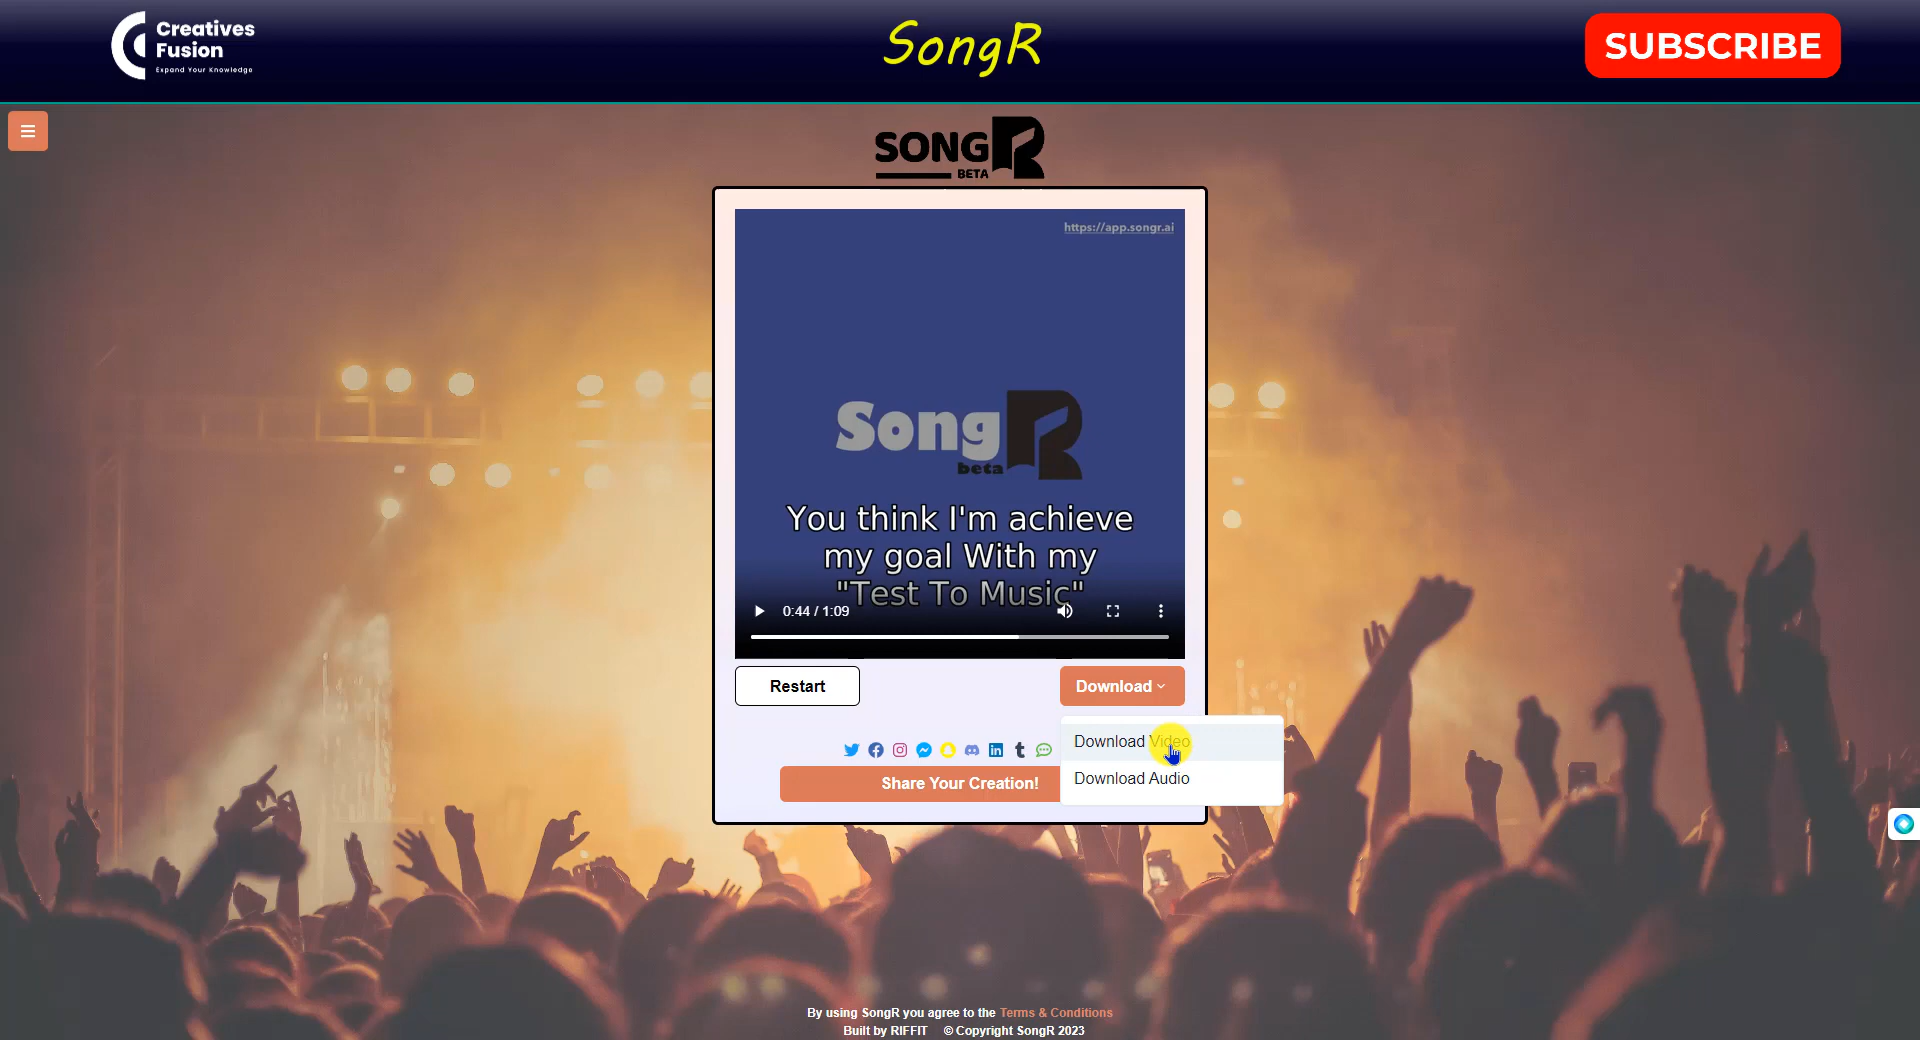 Creatives
Fusion
Expand Your Knowledge
SongR
SUBSCRIBE
SONGR
BETA
https://app.songr.ai
SongR
beta
You think I'm achieve
my goal With my
"Test To Music"
0:44 / 1:09
Restart
Download
Download Video
Download Audio
Share Your Creation!
By using SongR you agree to the Terms & Conditions
Built by RIFFIT © Copyright SongR 2023